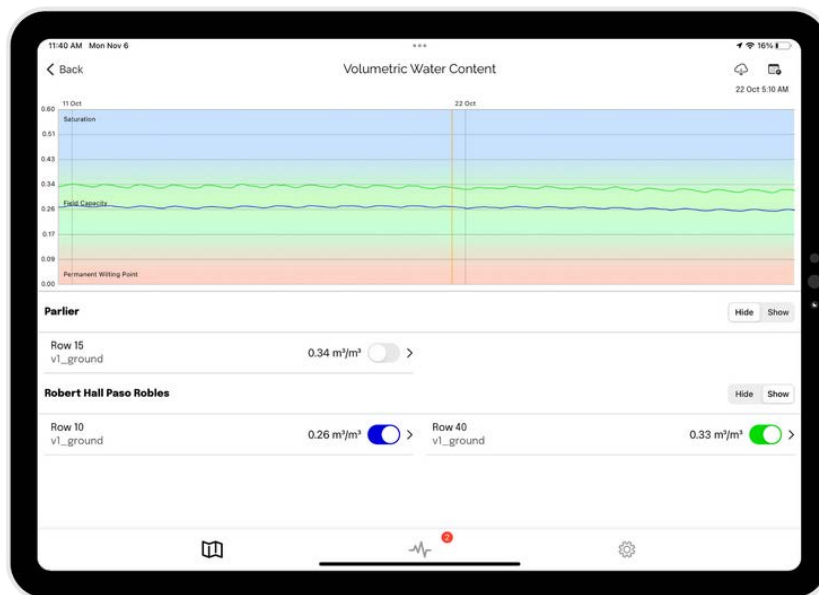 11:40 AM Mon Nov 6
16%
Back
Volumetric Water Content
22 Oct 5:10 AM
11 Oct
22 Oct
0.60
Saturation
0.51
0.43
0.34
Field Capacity
0.26
0.17
0.09
Permanent Wilting Point
0.00
Parlier
Hide Show
Row 15
0.34 m³/m³
v1_ground
Robert Hall Paso Robles
Hide Show
Row 10
0.26 m³/m³
v1_ground
Row 40
0.33 m³/m³
v1_ground
2